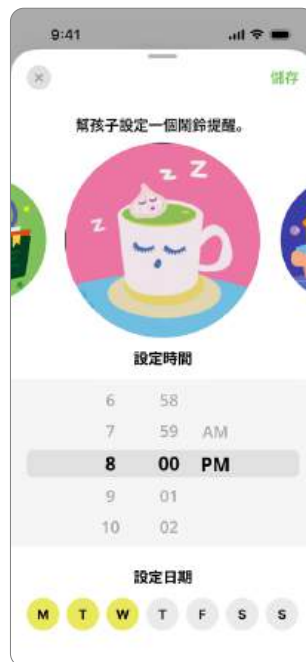 9:41
儲存
幫孩子設定一個鬧鈴提醒。
z z
z
設定時間
6 58
7 59 AM
8 00 PM
9 01
10 02
設定日期
M T W T F S S